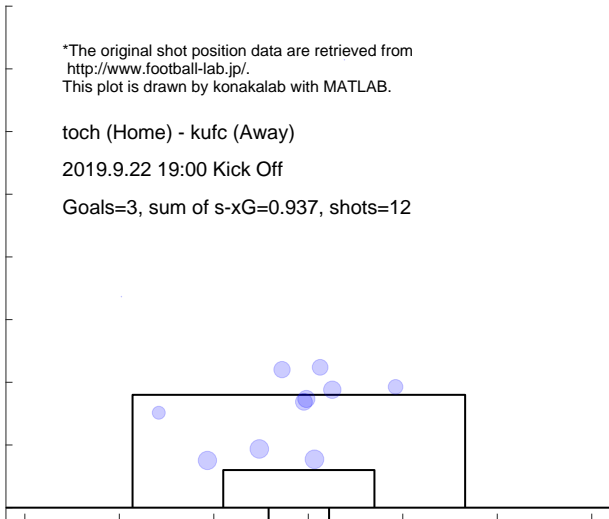 *The original shot position data are retrieved from
http://www.football-lab.jp/.
This plot is drawn by konakalab with MATLAB.
toch (Home) - kufc (Away)
2019.9.22 19:00 Kick Off
Goals=3, sum of s-xG=0.937, shots=12